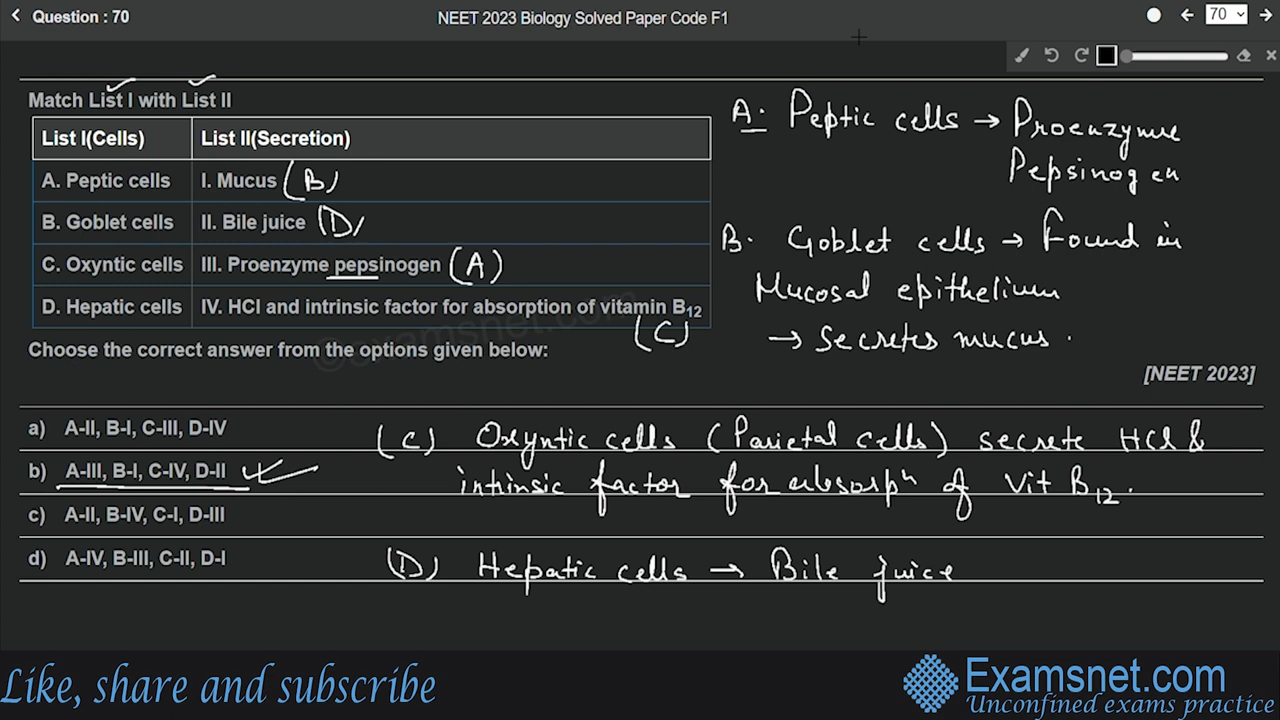 Question : 70
NEET 2023 Biology Solved Paper Code F1
70
Match List I with List II
List I(Cells) List II(Secretion)
A. Peptic cells I. Mucus (B)
B. Goblet cells II. Bile juice (D)
C. Oxyntic cells III. Proenzyme pepsinogen (A)
D. Hepatic cells IV. HCl and intrinsic factor for absorption of vitamin B12
(C)
©examsnet.com
Choose the correct answer from the options given below:
A. Peptic cells → Proenzyme
Pepsinogen
B. Goblet cells → Found in
Mucosal epithelium
→ Secretes mucus.
[NEET 2023]
a) A-II, B-I, C-III, D-IV
b) A-III, B-I, C-IV, D-II
c) A-II, B-IV, C-I, D-III
d) A-IV, B-III, C-II, D-I
(C) Oxyntic cells (Parietal cells) secrete HCl &
intrinsic factor for absorpⁿ of Vit B12.
(D) Hepatic cells → Bile juice
Like, share and subscribe
Examsnet.com
Unconfined exams practice